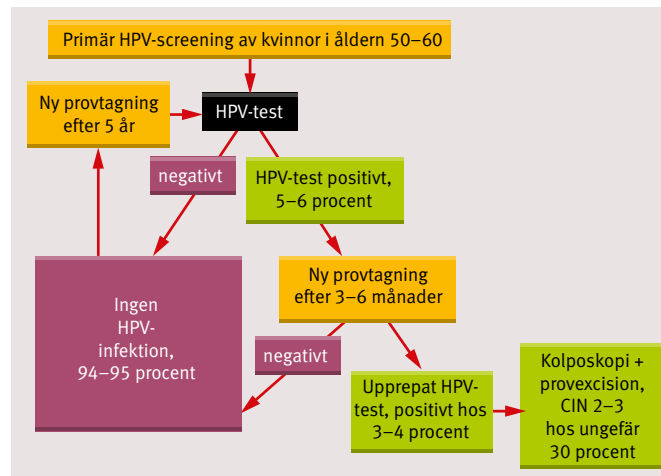 Primär HPV-screening av kvinnor i åldern 50–60
Ny provtagning
efter 5 år
HPV-test
negativt
HPV-test positivt,
5–6 procent
Ingen
HPV-
infektion,
94–95 procent
Ny provtagning
efter 3–6 månader
negativt
Upprepat HPV-
test, positivt hos
3–4 procent
Kolposkopi +
provexcision,
CIN 2–3
hos ungefär
30 procent